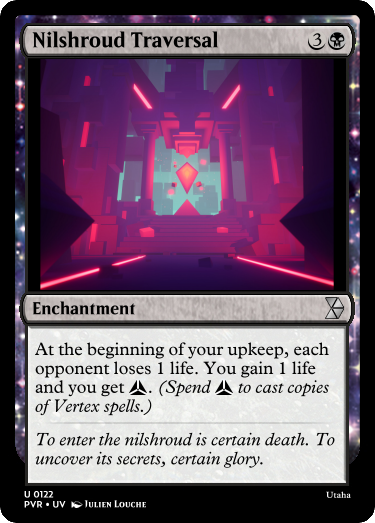 Nilshroud Traversal 3
Enchantment
At the beginning of your upkeep, each
opponent loses 1 life. You gain 1 life
and you get . (Spend to cast copies
of Vertex spells.)
To enter the nilshroud is certain death. To
uncover its secrets, certain glory.
U 0122
Utaha
PVR • UV Julien Louche